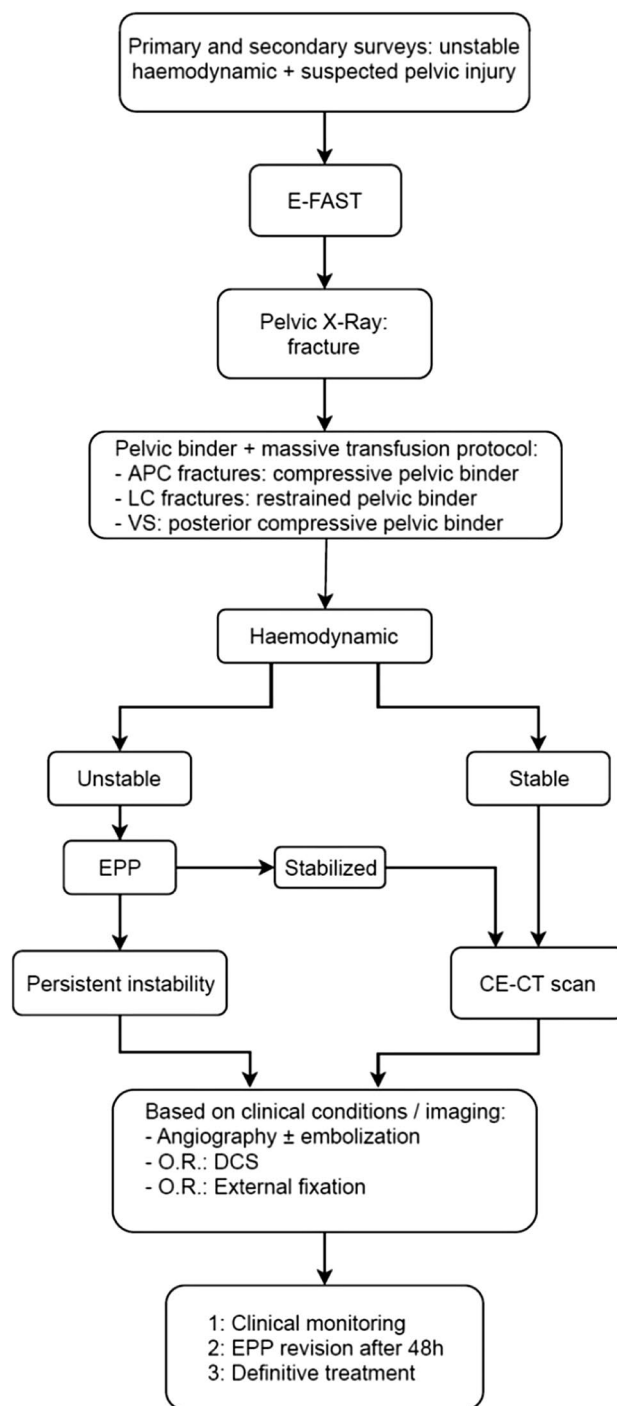 Primary and secondary surveys: unstable
haemodynamic + suspected pelvic injury
E-FAST
Pelvic X-Ray:
fracture
Pelvic binder + massive transfusion protocol:
- APC fractures: compressive pelvic binder
- LC fractures: restrained pelvic binder
- VS: posterior compressive pelvic binder
Haemodynamic
Unstable
Stable
EPP
Stabilized
Persistent instability
CE-CT scan
Based on clinical conditions / imaging:
- Angiography ± embolization
- O.R.: DCS
- O.R.: External fixation
1: Clinical monitoring
2: EPP revision after 48h
3: Definitive treatment